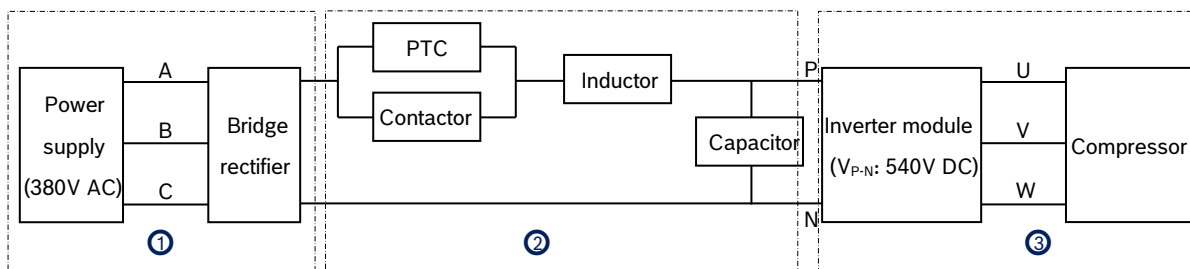 Power
supply
(380V AC)
A
B
C
Bridge
rectifier
PTC
Contactor
Inductor
Capacitor
P
N
Inverter module
(VP-N: 540V DC)
U
V
W
Compressor
1
2
3